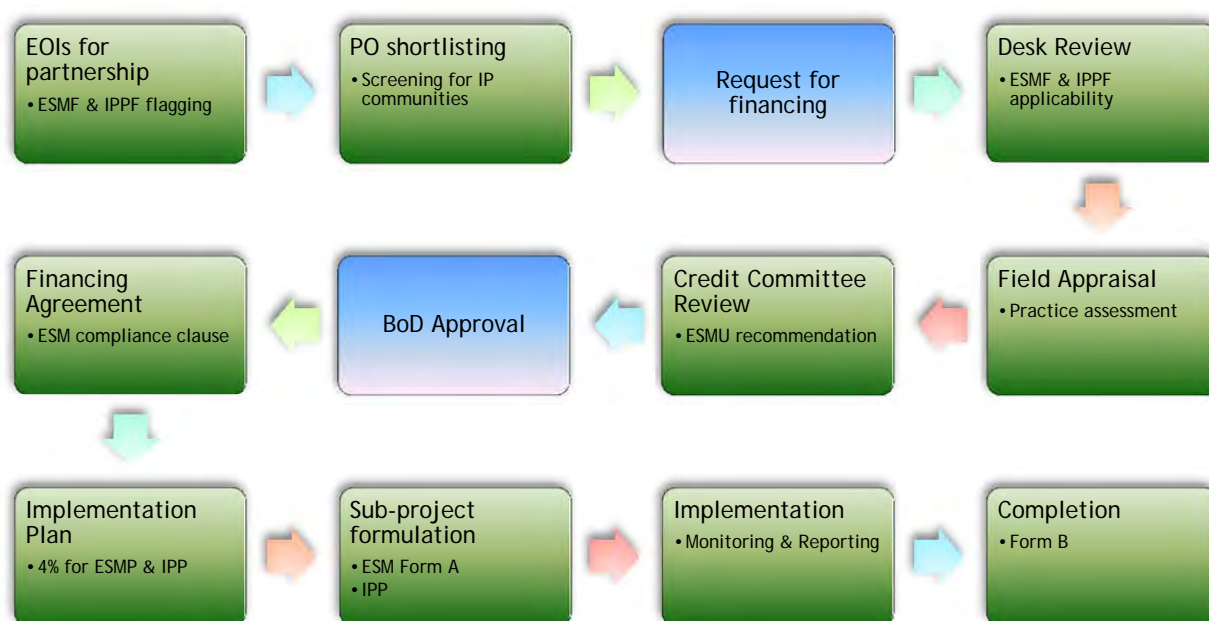 EOIs for
partnership
• ESMF & IPPF flagging
PO shortlisting
• Screening for IP
communities
Request for
financing
Desk Review
• ESMF & IPPF
applicability
Field Appraisal
• Practice assessment
Credit Committee
Review
• ESMU recommendation
BoD Approval
Financing
Agreement
• ESM compliance clause
Implementation
Plan
• 4% for ESMP & IPP
Sub-project
formulation
• ESM Form A
• IPP
Implementation
• Monitoring & Reporting
Completion
• Form B